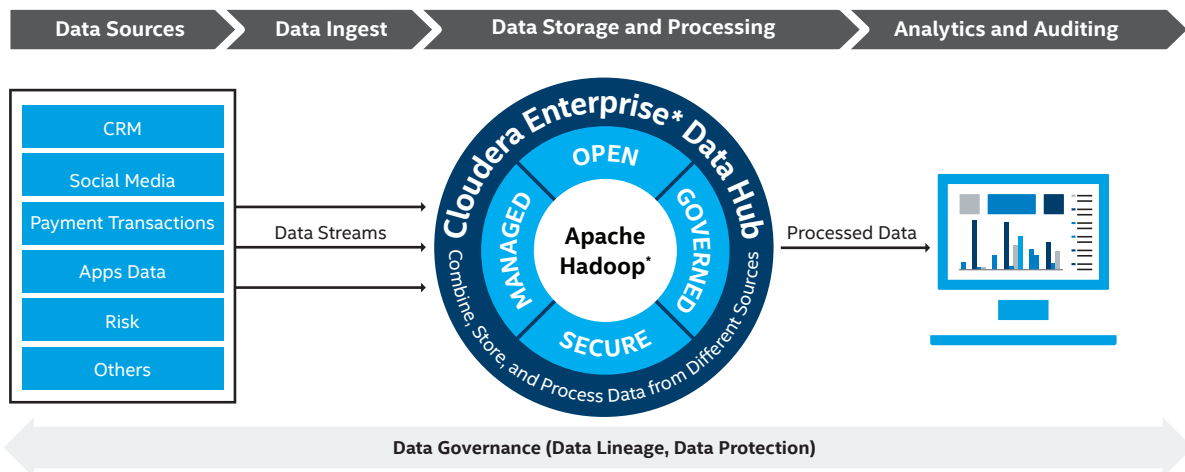 Data Sources
Data Ingest
Data Storage and Processing
Analytics and Auditing
CRM
Social Media
Payment Transactions
Apps Data
Risk
Others
Data Streams
Cloudera Enterprise* Data Hub
OPEN
MANAGED
GOVERNED
SECURE
Apache
Hadoop*
Combine, Store, and Process Data from Different Sources
Processed Data
Data Governance (Data Lineage, Data Protection)